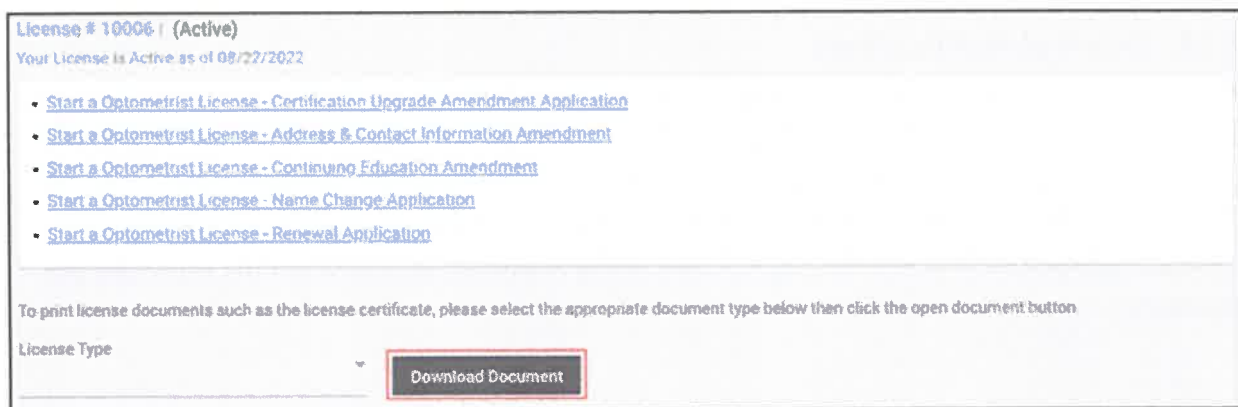 License # 10006 (Active)
Your License is Active as of 08/22/2022
Start a Optometrist License - Certification Upgrade Amendment Application
Start a Optometrist License - Address & Contact Information Amendment
Start a Optometrist License - Continuing Education Amendment
Start a Optometrist License - Name Change Application
Start a Optometrist License - Renewal Application
To print license documents such as the license certificate, please select the appropriate document type below then click the open document button
License Type
Download Document